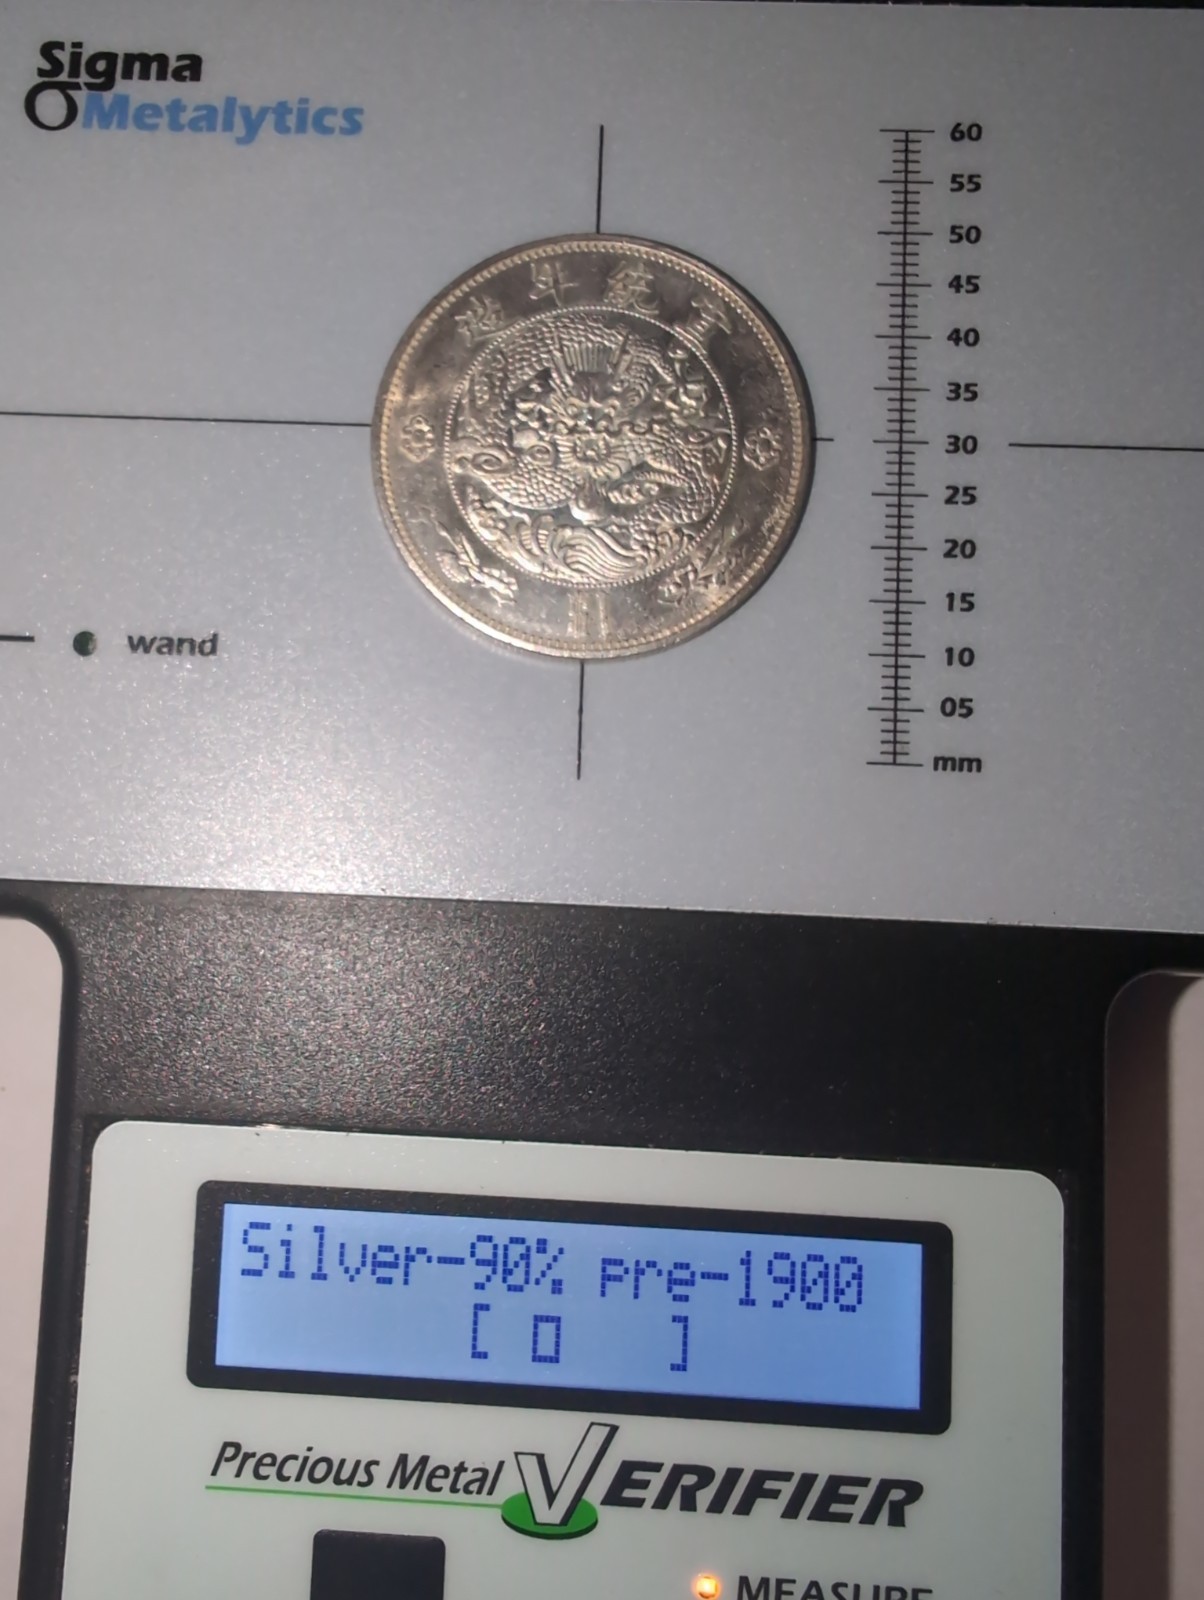 Sigma
Metalytics
60
55
50
45
40
35
30
25
20
15
10
05
mm
造年統宣
wand
Silver-90% pre-1900
[ ▯ ]
Precious Metal VERIFIER
MEASURE